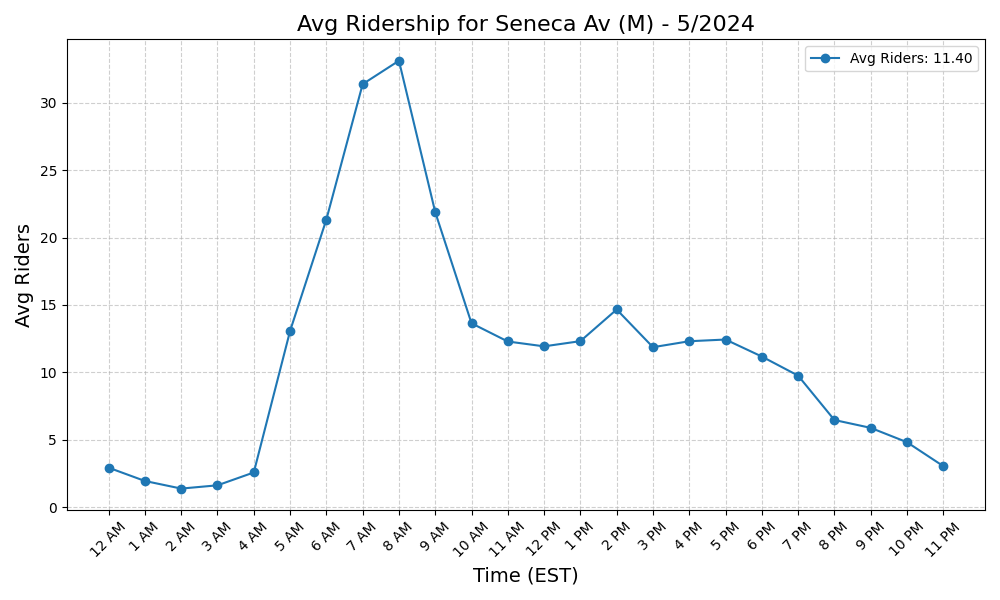 Avg Ridership for Seneca Av (M) - 5/2024
Avg Riders: 11.40
Avg Riders
30
25
20
15
10
5
0
12 AM
1 AM
2 AM
3 AM
4 AM
5 AM
6 AM
7 AM
8 AM
9 AM
10 AM
11 AM
12 PM
1 PM
2 PM
3 PM
4 PM
5 PM
6 PM
7 PM
8 PM
9 PM
10 PM
11 PM
Time (EST)